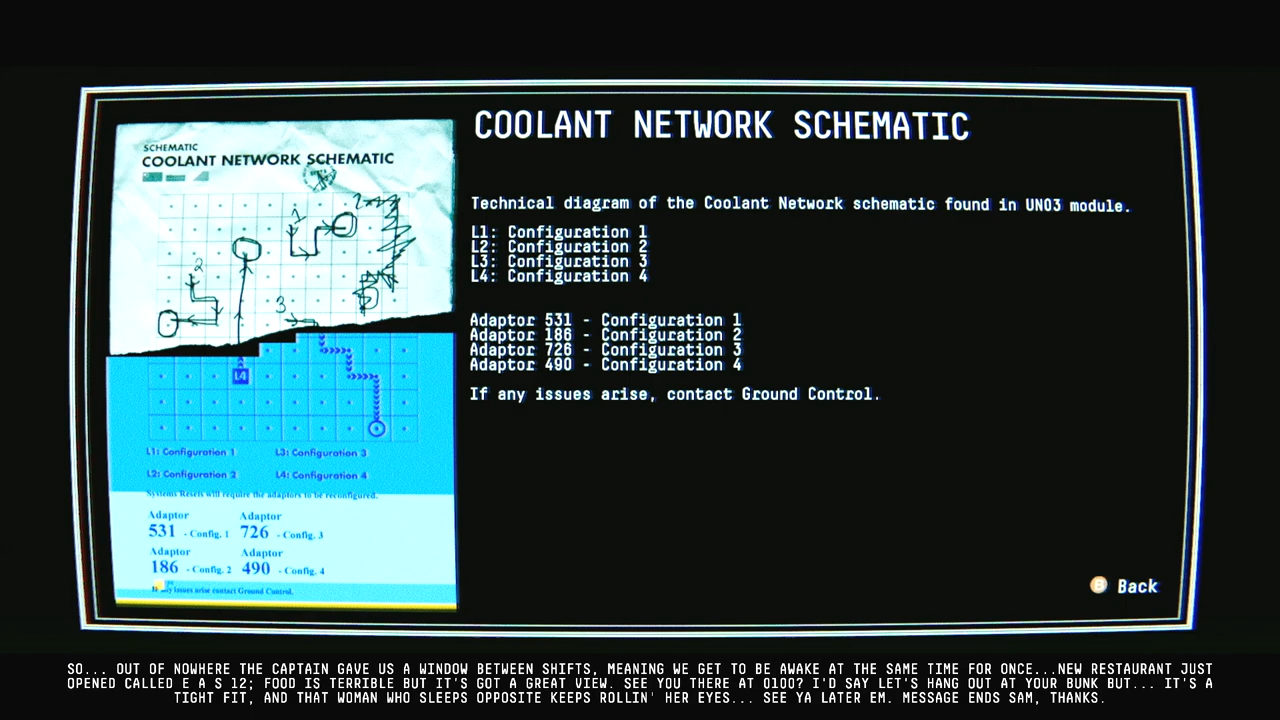 SCHEMATIC
COOLANT NETWORK SCHEMATIC
1
2
2
3
L4
L1: Configuration 1 L3: Configuration 3
L2: Configuration 2 L4: Configuration 4
Systems Resets will require the adaptors to be reconfigured.
Adaptor Adaptor
531 - Config. 1 726 - Config. 3
Adaptor Adaptor
186 - Config. 2 490 - Config. 4
If any issues arise contact Ground Control.
COOLANT NETWORK SCHEMATIC
Technical diagram of the Coolant Network schematic found in UN03 module.
L1: Configuration 1
L2: Configuration 2
L3: Configuration 3
L4: Configuration 4
Adaptor 531 - Configuration 1
Adaptor 186 - Configuration 2
Adaptor 726 - Configuration 3
Adaptor 490 - Configuration 4
If any issues arise, contact Ground Control.
B Back
SO... OUT OF NOWHERE THE CAPTAIN GAVE US A WINDOW BETWEEN SHIFTS, MEANING WE GET TO BE AWAKE AT THE SAME TIME FOR ONCE...NEW RESTAURANT JUST
OPENED CALLED E A S 12; FOOD IS TERRIBLE BUT IT'S GOT A GREAT VIEW. SEE YOU THERE AT 0100? I'D SAY LET'S HANG OUT AT YOUR BUNK BUT... IT'S A
TIGHT FIT, AND THAT WOMAN WHO SLEEPS OPPOSITE KEEPS ROLLIN' HER EYES... SEE YA LATER EM. MESSAGE ENDS SAM, THANKS.